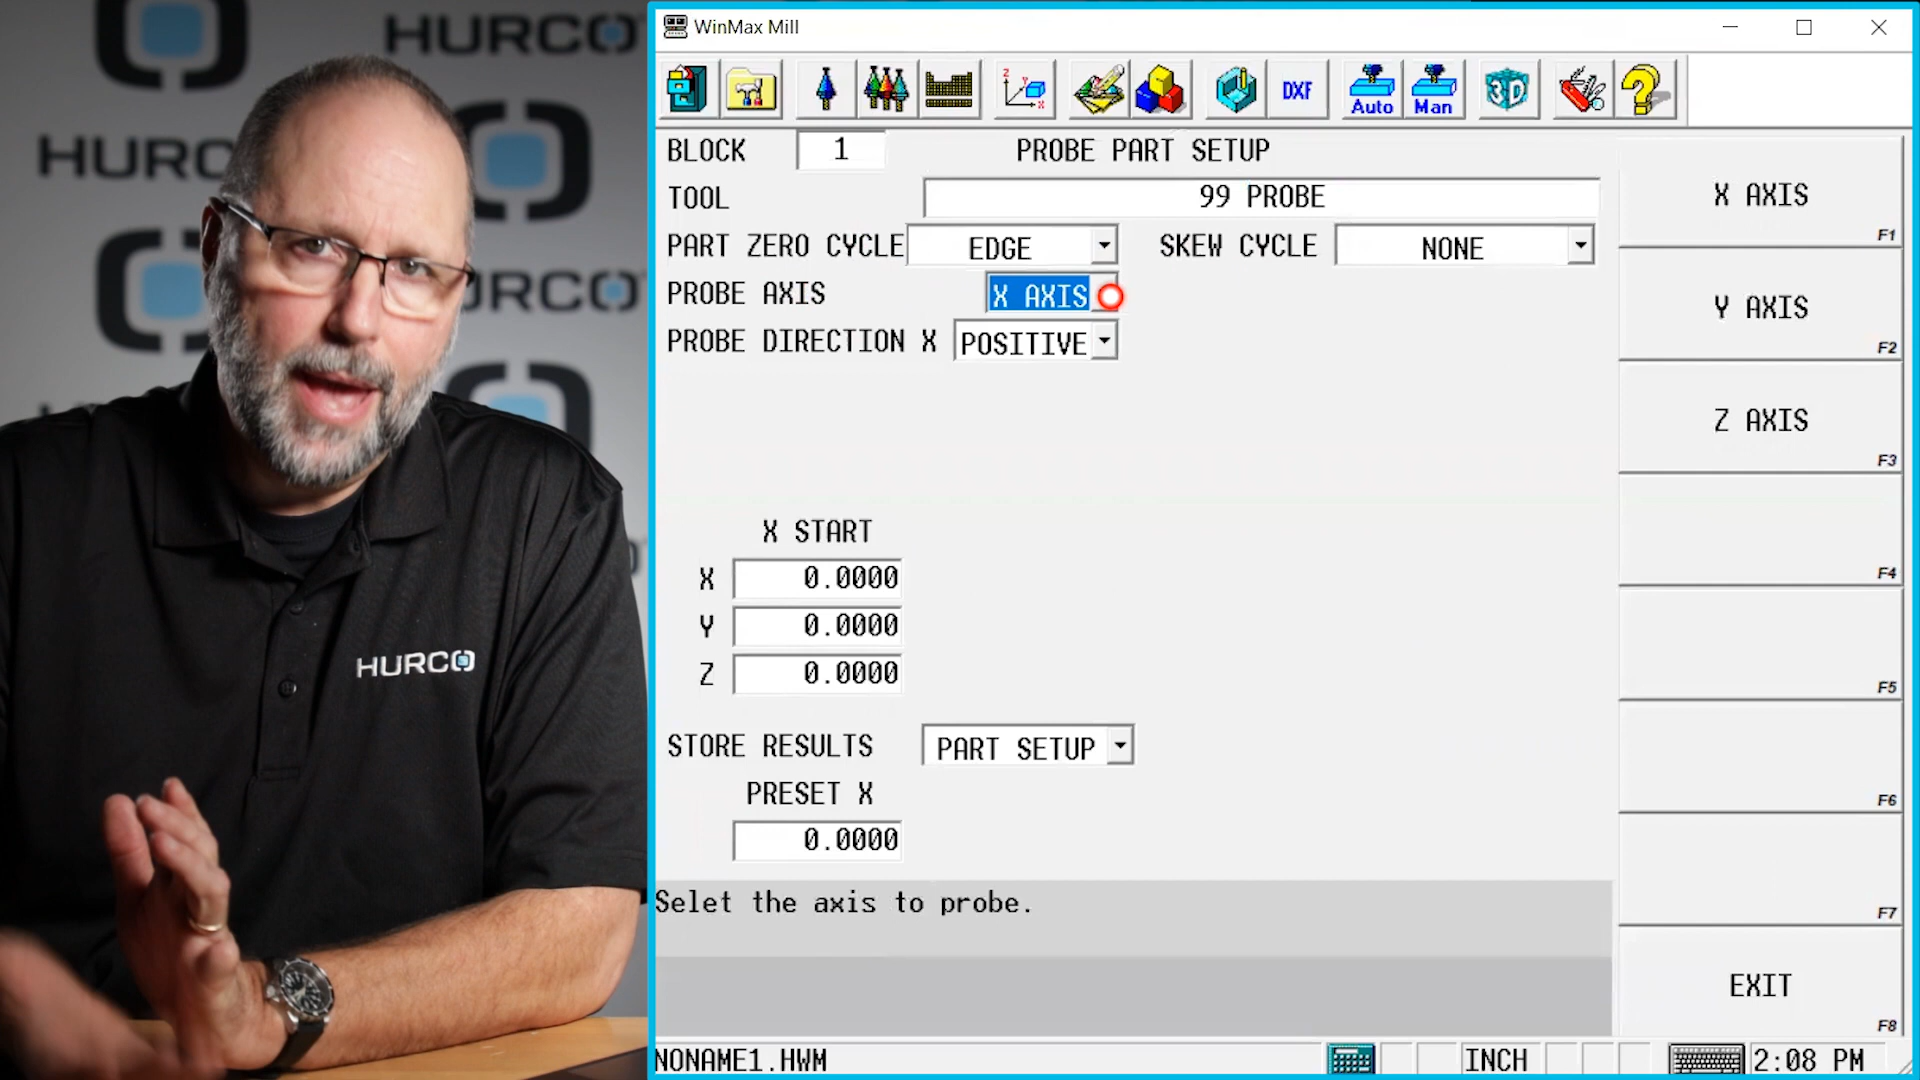 HURCO
HURCO
HURCO
HURCO
WinMax Mill
DXF
Auto
Man
3D
BLOCK 1 PROBE PART SETUP
TOOL 99 PROBE
PART ZERO CYCLE EDGE SKEW CYCLE NONE
PROBE AXIS X AXIS
PROBE DIRECTION X POSITIVE
X START
X 0.0000
Y 0.0000
Z 0.0000
STORE RESULTS PART SETUP
PRESET X
0.0000
Selet the axis to probe.
X AXIS
F1
Y AXIS
F2
Z AXIS
F3
F4
F5
F6
F7
EXIT
F8
NONAME1.HWM INCH 2:08 PM